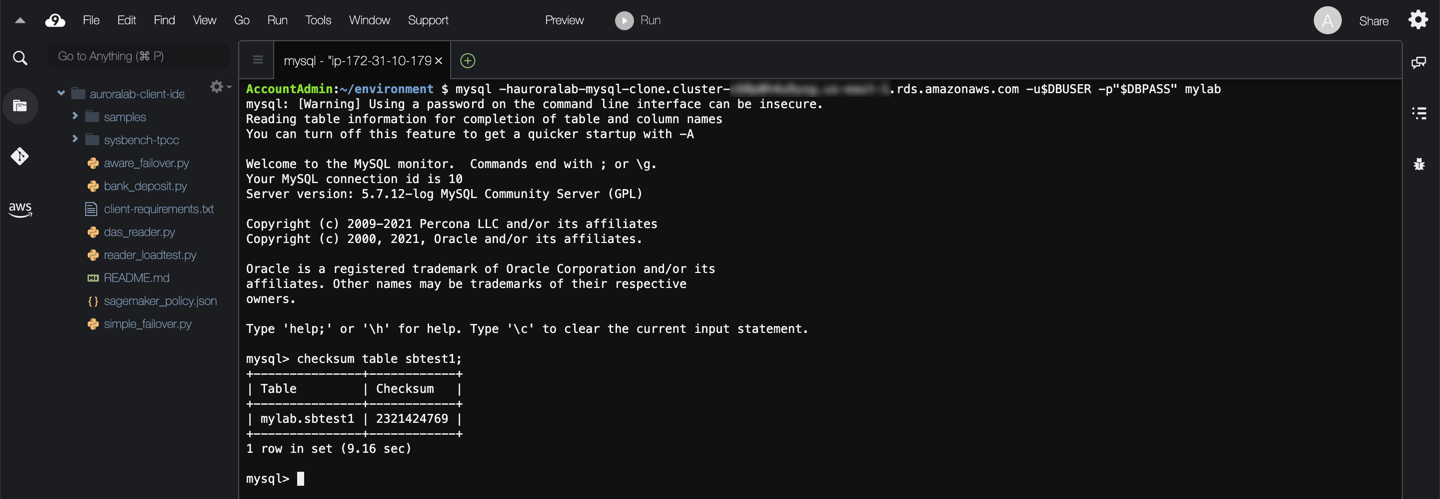 9 File Edit Find View Go Run Tools Window Support Preview Run A Share
Go to Anything (⌘ P)
mysql - "ip-172-31-10-179 ×
auroralab-client-ide
samples
sysbench-tpcc
aware_failover.py
bank_deposit.py
client-requirements.txt
das_reader.py
reader_loadtest.py
README.md
sagemaker_policy.json
simple_failover.py
aws
AccountAdmin:~/environment $ mysql -hauroralab-mysql-clone.cluster- .rds.amazonaws.com -u$DBUSER -p"$DBPASS" mylab
mysql: [Warning] Using a password on the command line interface can be insecure.
Reading table information for completion of table and column names
You can turn off this feature to get a quicker startup with -A
Welcome to the MySQL monitor.  Commands end with ; or \g.
Your MySQL connection id is 10
Server version: 5.7.12-log MySQL Community Server (GPL)
Copyright (c) 2009-2021 Percona LLC and/or its affiliates
Copyright (c) 2000, 2021, Oracle and/or its affiliates.
Oracle is a registered trademark of Oracle Corporation and/or its
affiliates. Other names may be trademarks of their respective
owners.
Type 'help;' or '\h' for help. Type '\c' to clear the current input statement.
mysql> checksum table sbtest1;
+---------------+------------+
| Table         | Checksum   |
+---------------+------------+
| mylab.sbtest1 | 2321424769 |
+---------------+------------+
1 row in set (9.16 sec)
mysql>